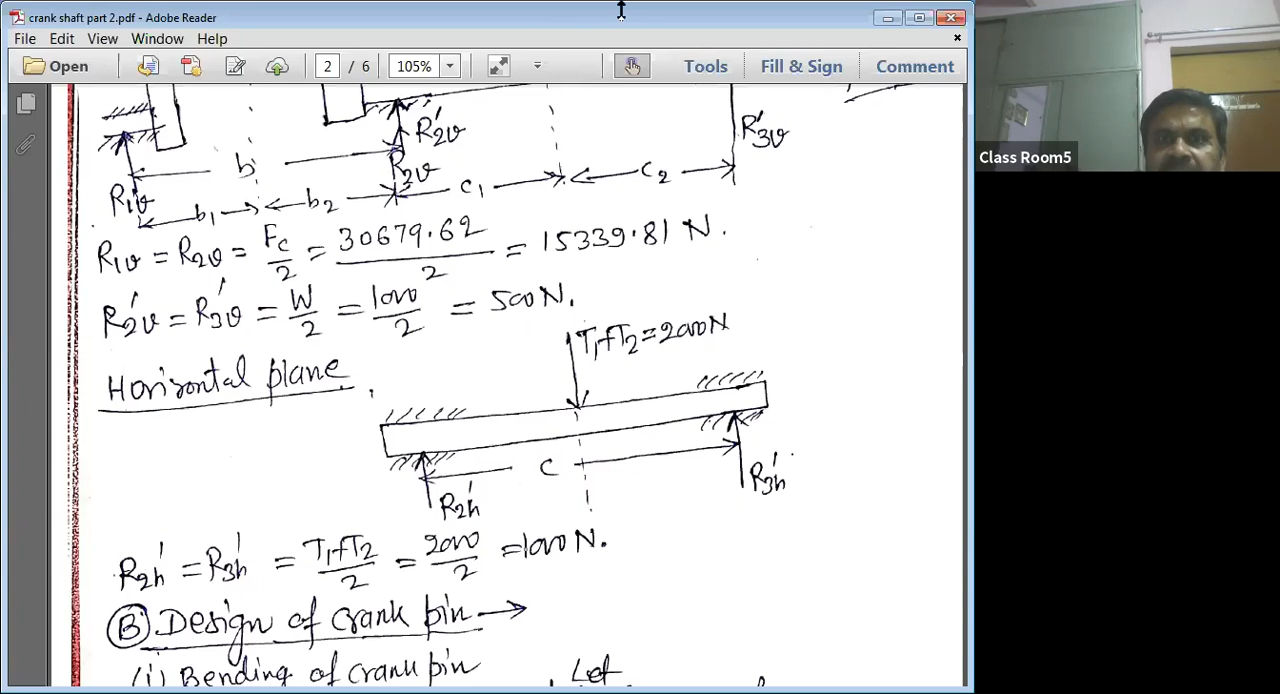 crank shaft part 2.pdf - Adobe Reader
File Edit View Window Help
Open 2 / 6 105% Tools Fill & Sign Comment
Class Room5
R'2v R'3v
b R2v c1 c2
R1v b1 b2
R1v = R2v = Fc/2 = 30679.62/2 = 15339.81 N.
R'2v = R'3v = W/2 = 1000/2 = 500 N.
T1+T2 = 2000 N
Horizontal plane.
c
R'2h R'3h
R'2h = R'3h = T1+T2/2 = 2000/2 = 1000 N.
(B) Design of crank pin →
(i) Bending of crank pin Let